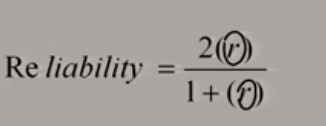 Re liability = 2(r) / 1 + (r)